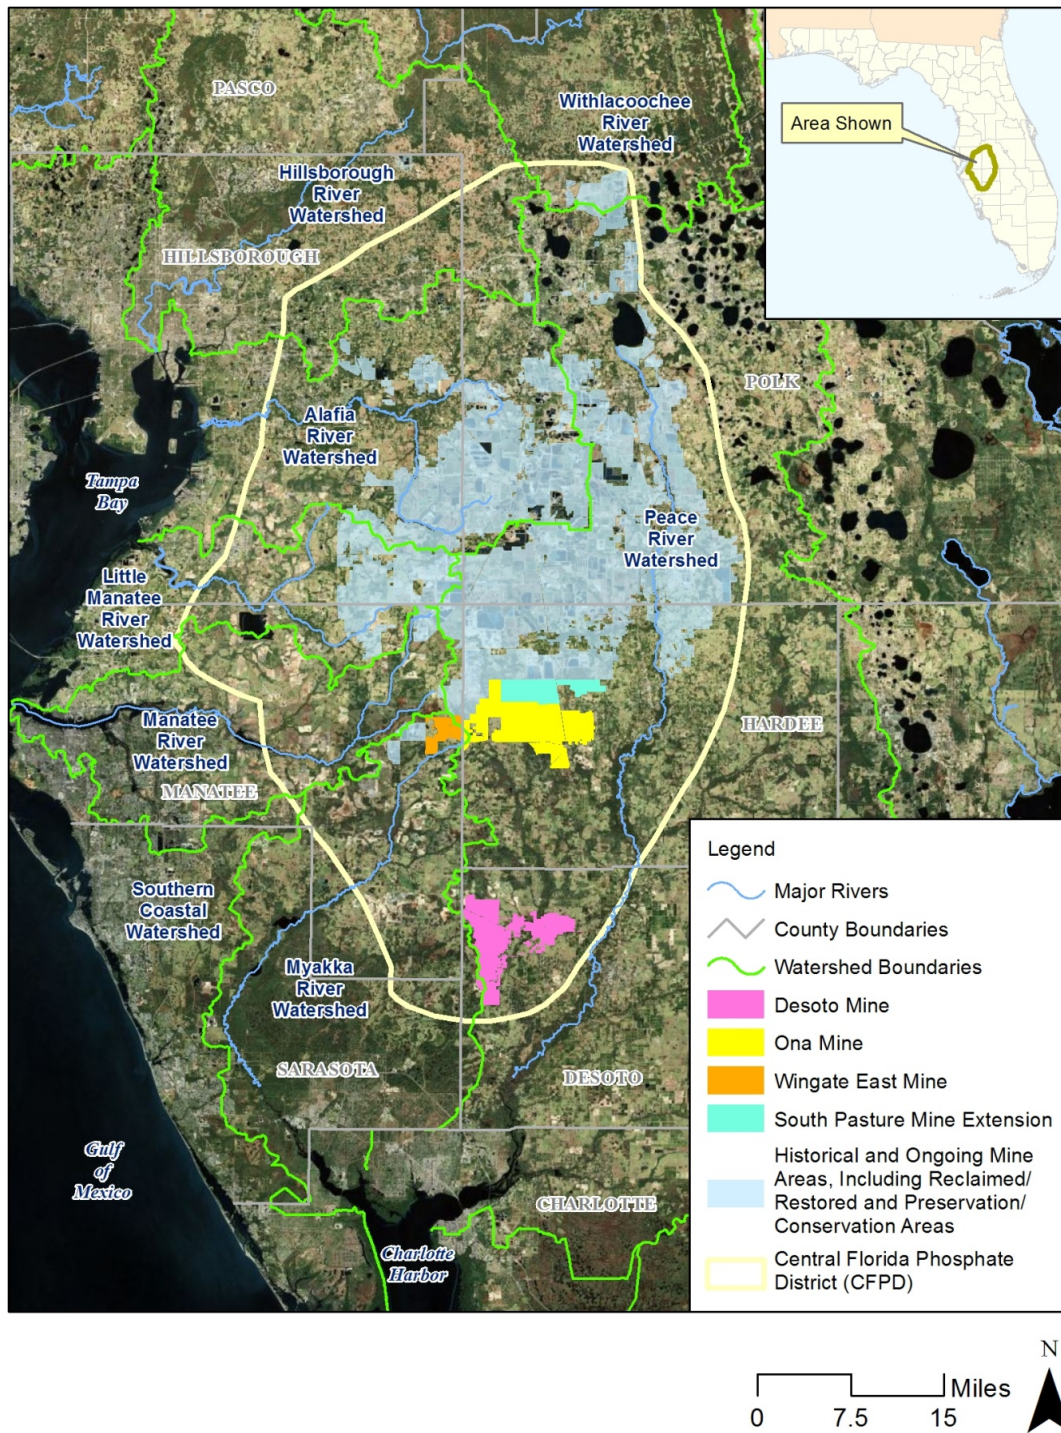 PASCO
Withlacoochee
River
Watershed
Area Shown
Hillsborough
River
Watershed
HILLSBOROUGH
POLK
Alafia
River
Watershed
Tampa
Bay
Peace
River
Watershed
Little
Manatee
River
Watershed
Manatee
River
Watershed
MANATEE
HARDEE
Southern
Coastal
Watershed
Myakka
River
Watershed
SARASOTA
DESOTO
Gulf
of
Mexico
CHARLOTTE
Charlotte
Harbor
Legend
Major Rivers
County Boundaries
Watershed Boundaries
Desoto Mine
Ona Mine
Wingate East Mine
South Pasture Mine Extension
Historical and Ongoing Mine
Areas, Including Reclaimed/
Restored and Preservation/
Conservation Areas
Central Florida Phosphate
District (CFPD)
N
Miles
0 7.5 15